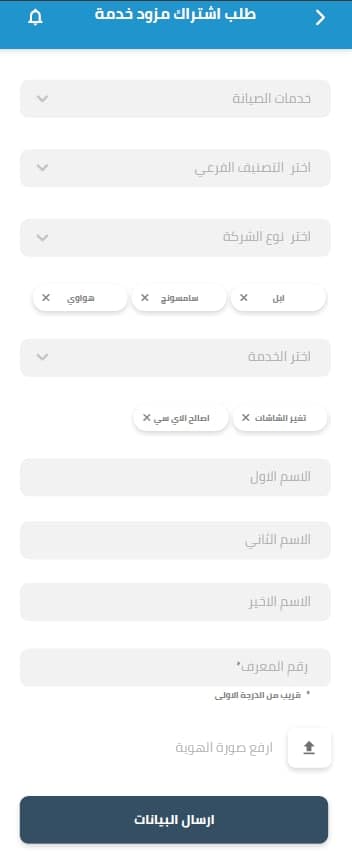 طلب اشتراك مزود خدمة
خدمات الصيانة
اختر التصنيف الفرعي
اختر نوع الشركة
ابل × سامسونج × هواوي ×
اختر الخدمة
تغير الشاشات × اصالح الاي سي ×
الاسم الاول
الاسم الثاني
الاسم الاخير
رقم المعرف*
* قريب من الدرجة الاولى
ارفع صورة الهوية
ارسال البيانات